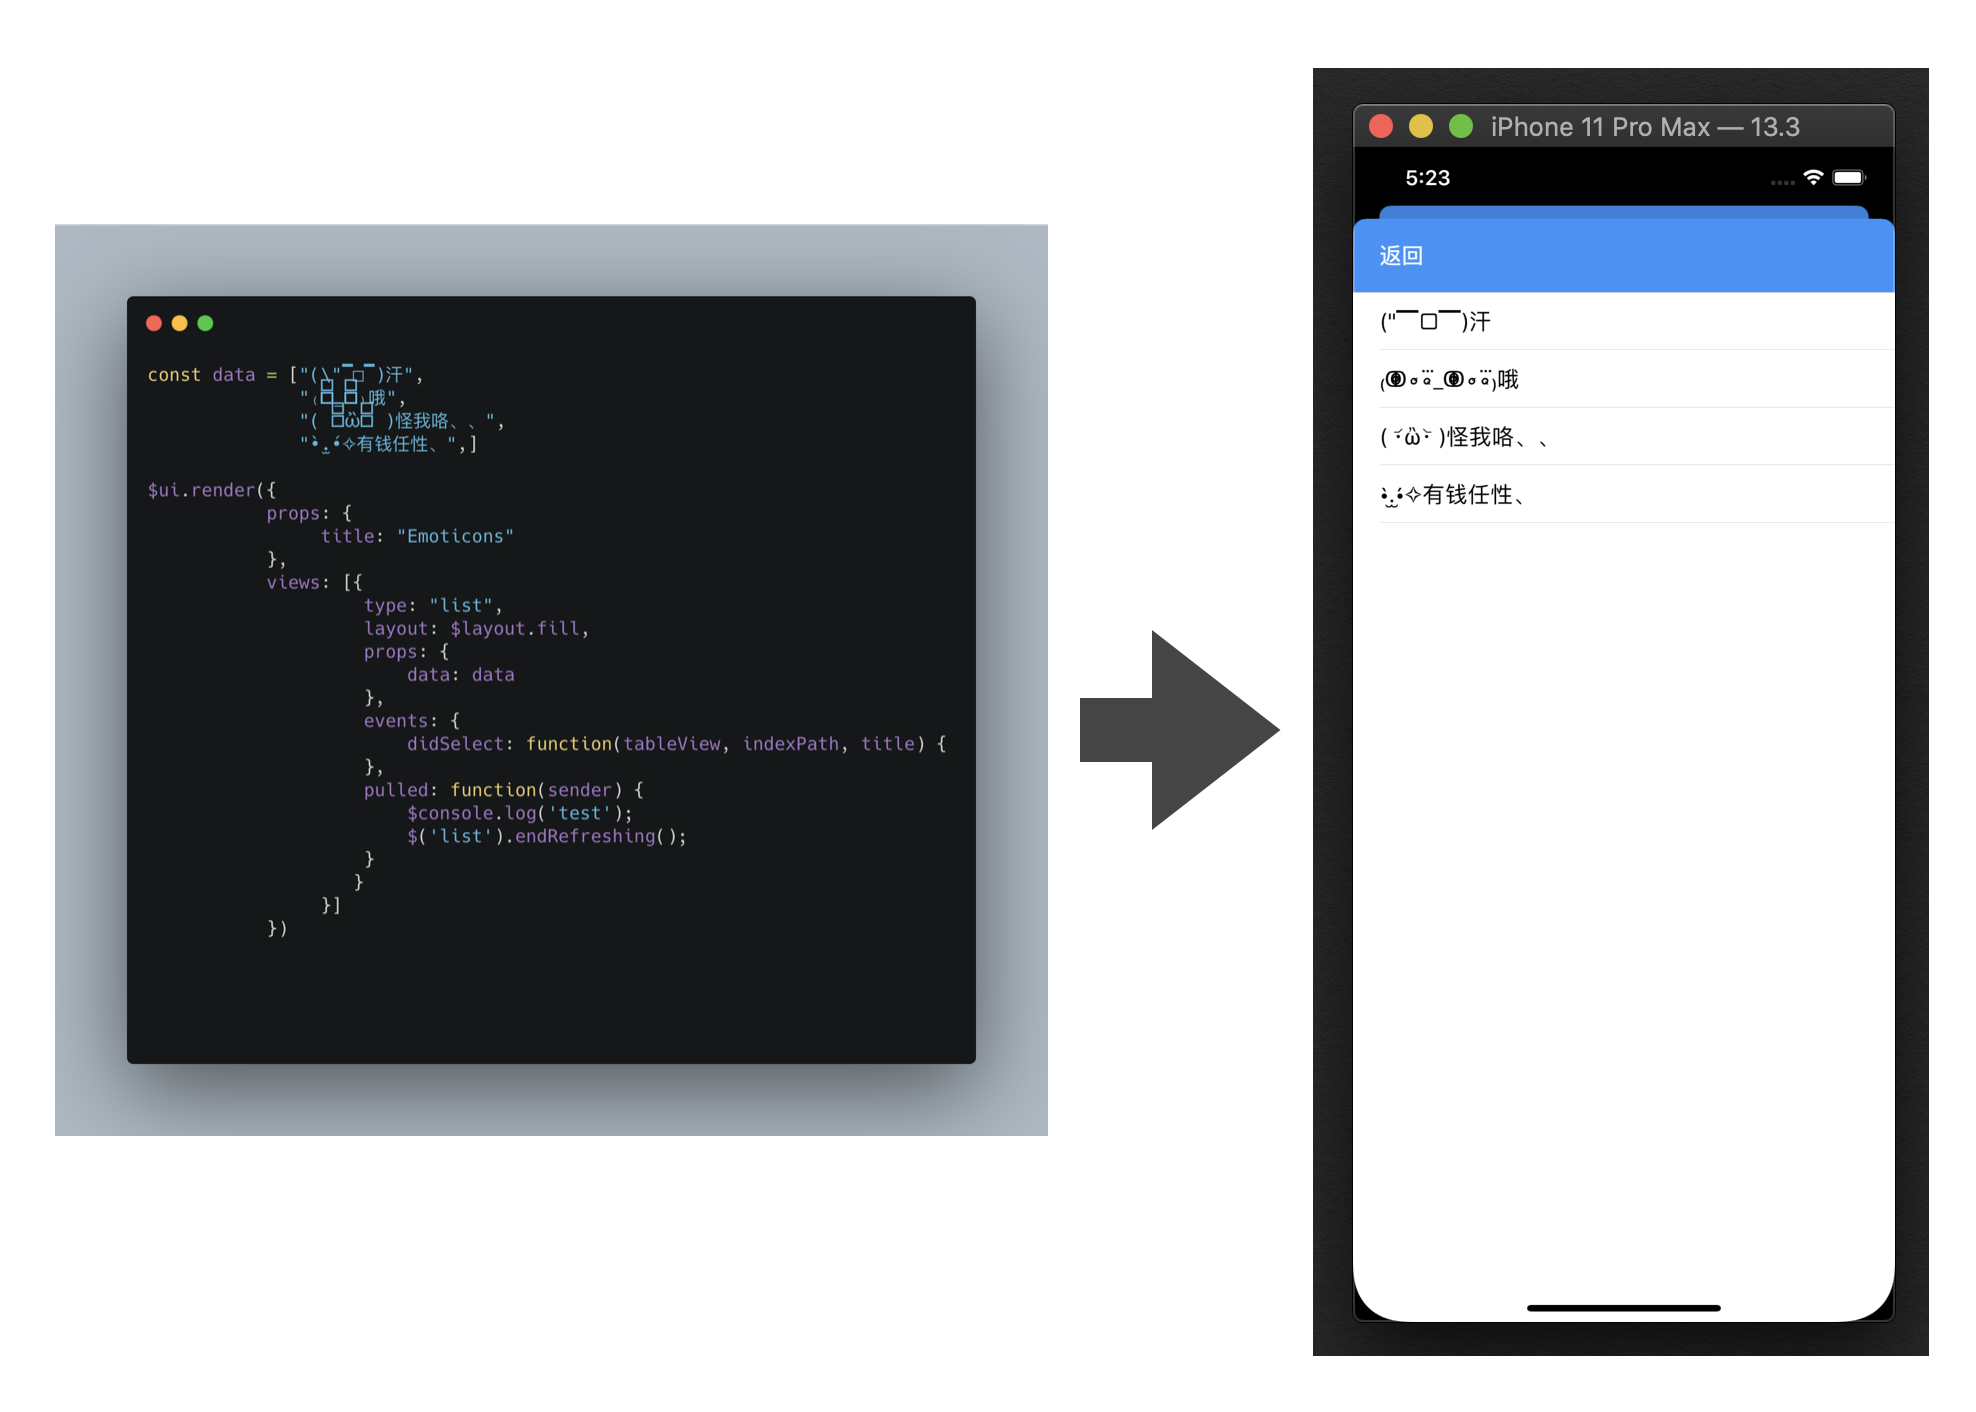 const data = ["(\"▔□▔)汗",
"₍₎哦",
"( ὢ )怪我咯、、",
"•̀.̫•́✧有钱任性、",]
$ui.render({
props: {
title: "Emoticons"
},
views: [{
type: "list",
layout: $layout.fill,
props: {
data: data
},
events: {
didSelect: function(tableView, indexPath, title) {
},
pulled: function(sender) {
$console.log('test');
$('list').endRefreshing();
}
}
}]
})
iPhone 11 Pro Max — 13.3
5:23
返回
("▔□▔)汗
哦
( ˘•ω•˘ )怪我咯、、
•̀.̫•́✧有钱任性、